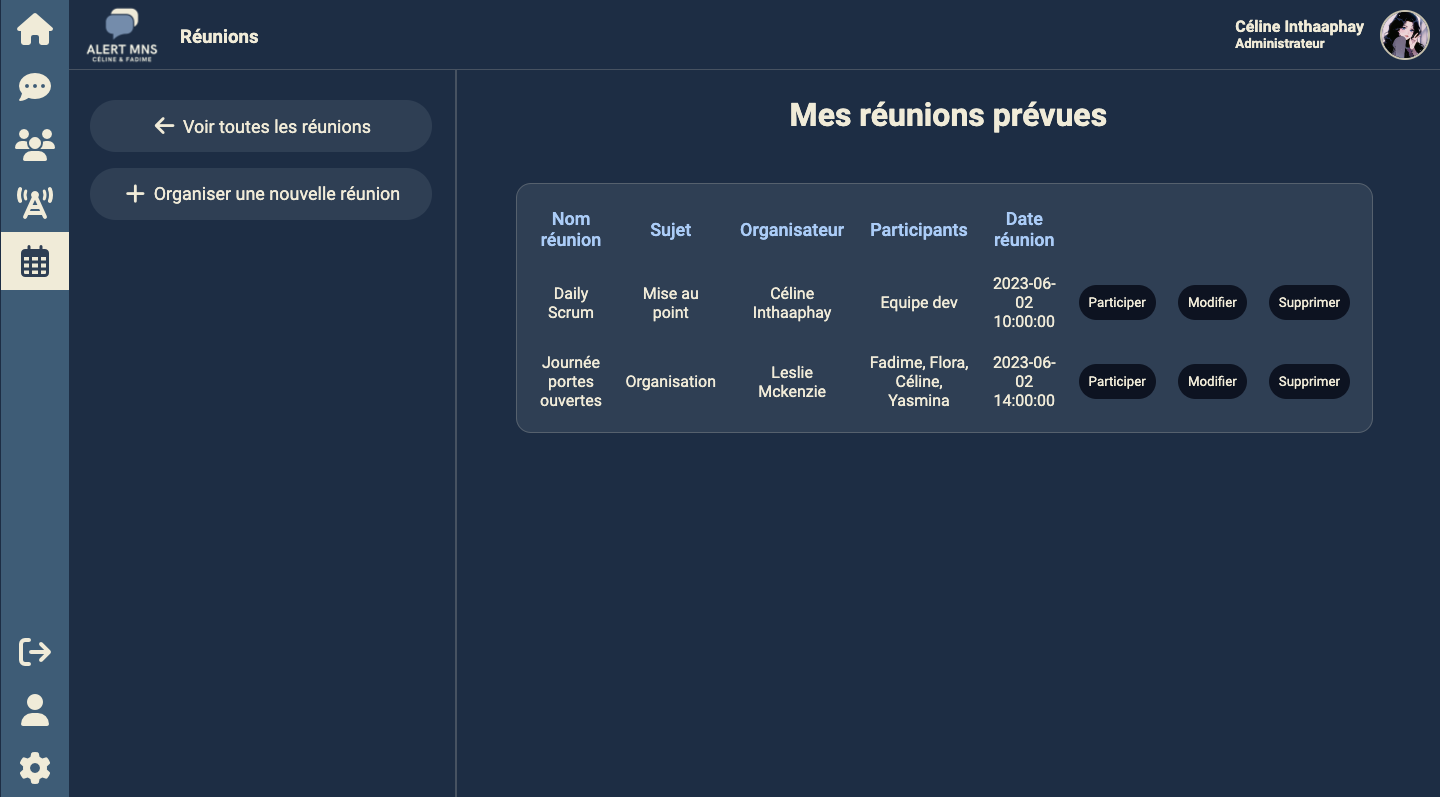 ALERT MNS
CÉLINE & FADIME
Réunions
Céline Inthaaphay
Administrateur
Voir toutes les réunions
Organiser une nouvelle réunion
Mes réunions prévues
Nom
réunion
Sujet
Organisateur
Participants
Date
réunion
Daily
Scrum
Mise au
point
Céline
Inthaaphay
Equipe dev
2023-06-
02
10:00:00
Participer
Modifier
Supprimer
Journée
portes
ouvertes
Organisation
Leslie
Mckenzie
Fadime, Flora,
Céline,
Yasmina
2023-06-
02
14:00:00
Participer
Modifier
Supprimer